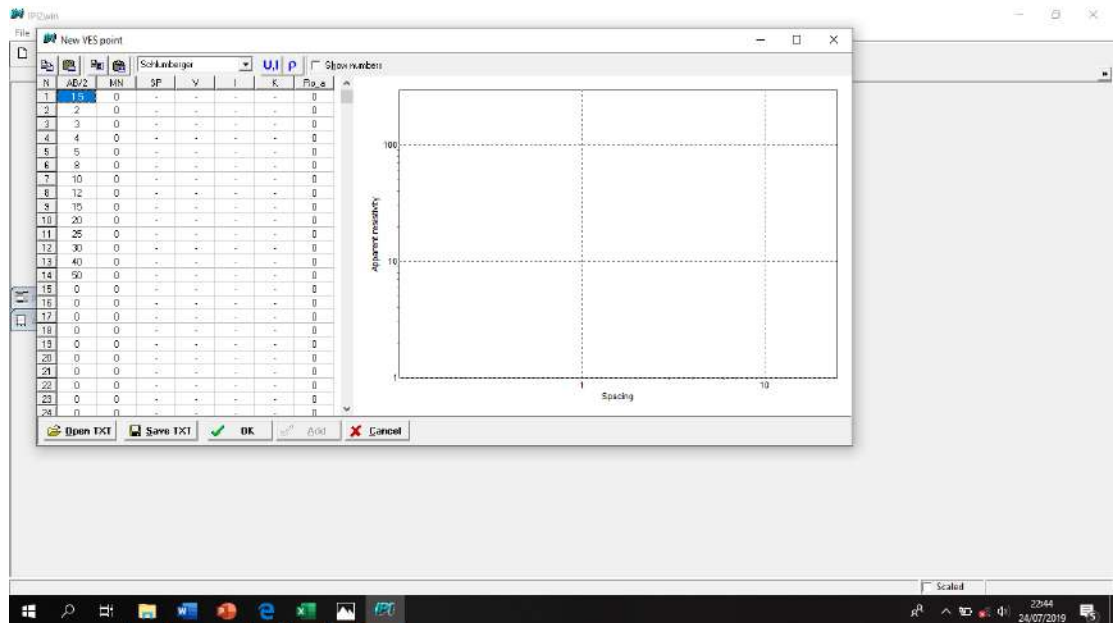 IPI2win
File
New VES point
Schlumberger U,I ρ Show numbers
N AB/2 MN SP V I K Ro_a
1 1.5 0 - - - - 0
2 2 0 - - - - 0
3 3 0 - - - - 0
4 4 0 - - - - 0
5 5 0 - - - - 0
6 8 0 - - - - 0
7 10 0 - - - - 0
8 12 0 - - - - 0
9 15 0 - - - - 0
10 20 0 - - - - 0
11 25 0 - - - - 0
12 30 0 - - - - 0
13 40 0 - - - - 0
14 50 0 - - - - 0
15 0 0 - - - - 0
16 0 0 - - - - 0
17 0 0 - - - - 0
18 0 0 - - - - 0
19 0 0 - - - - 0
20 0 0 - - - - 0
21 0 0 - - - - 0
22 0 0 - - - - 0
23 0 0 - - - - 0
24 0 0 - - - - 0
100
Apparent resistivity
10
1
1 10
Spacing
Open TXT Save TXT OK Add Cancel
Scaled
IPI
22:44
24/07/2019
5